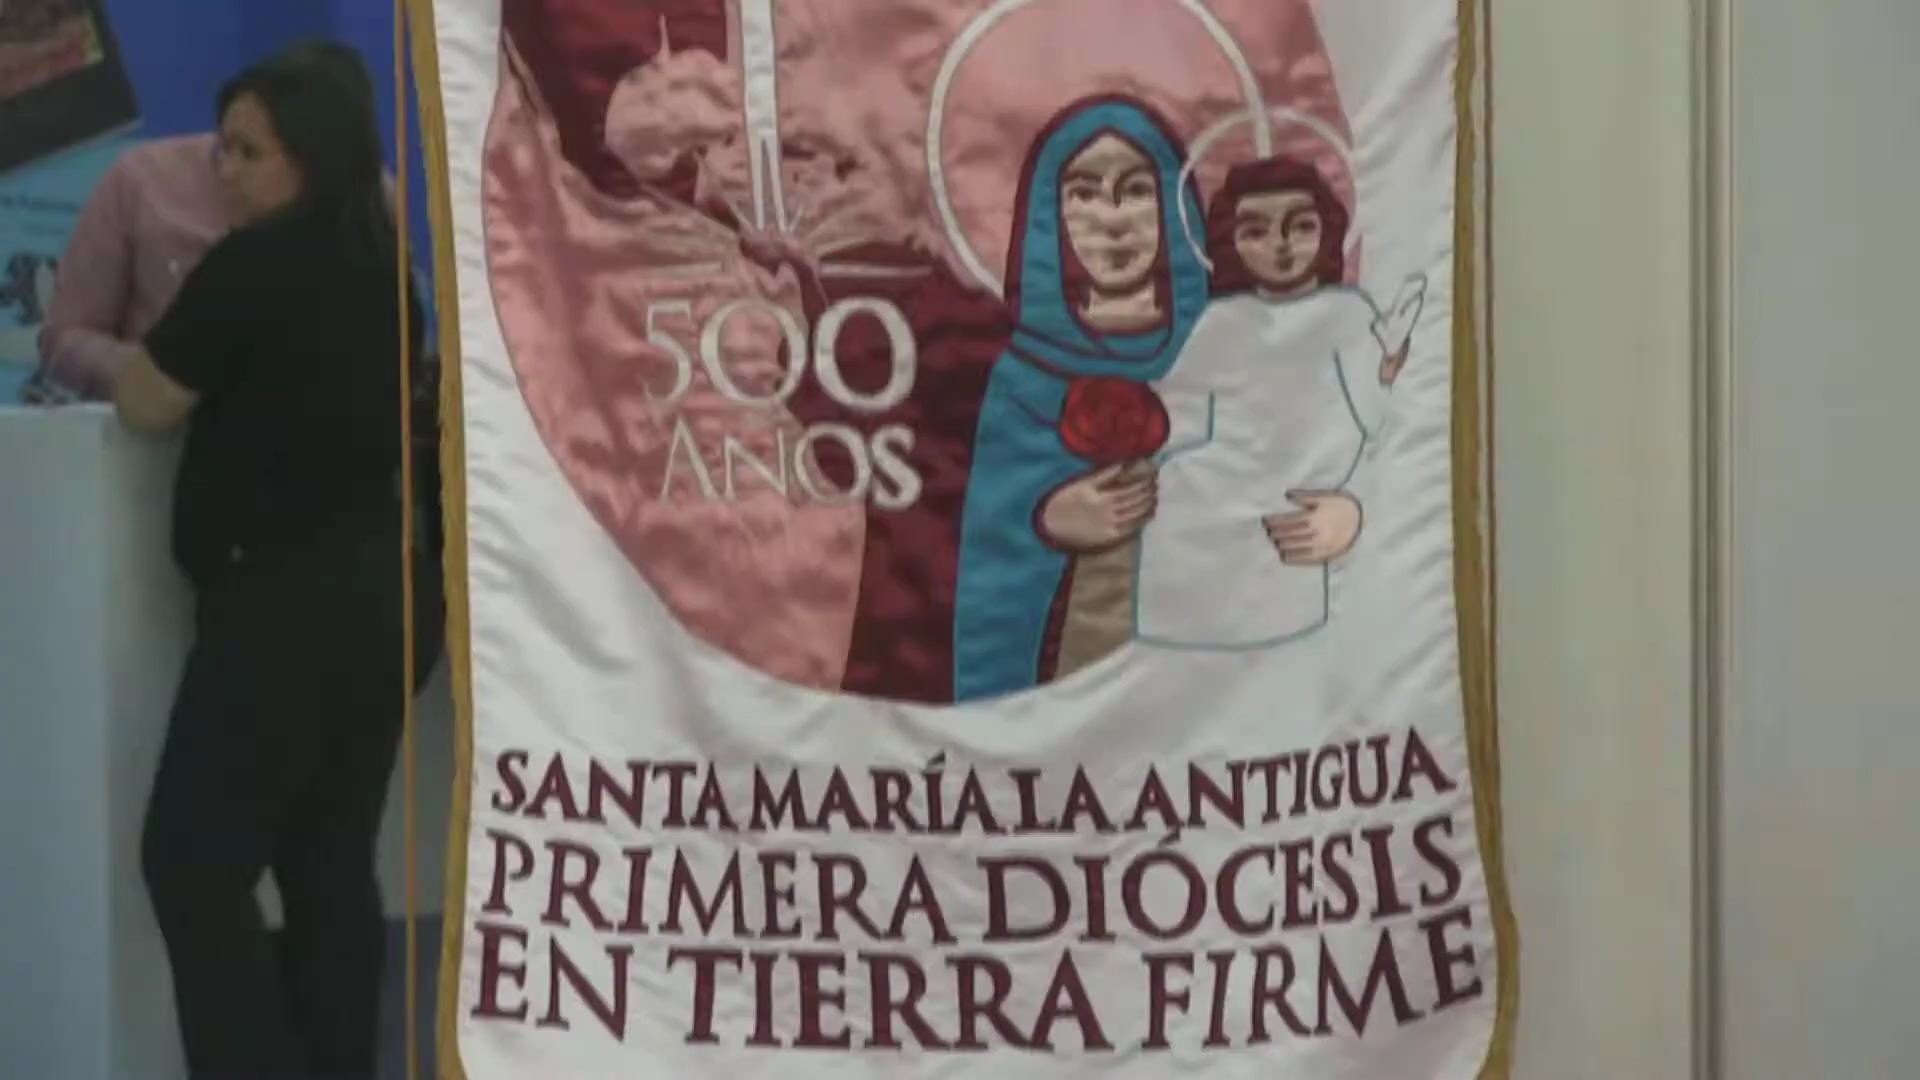 500
AÑOS
SANTA MARÍA LA ANTIGUA
PRIMERA DIÓCESIS
EN TIERRA FIRME